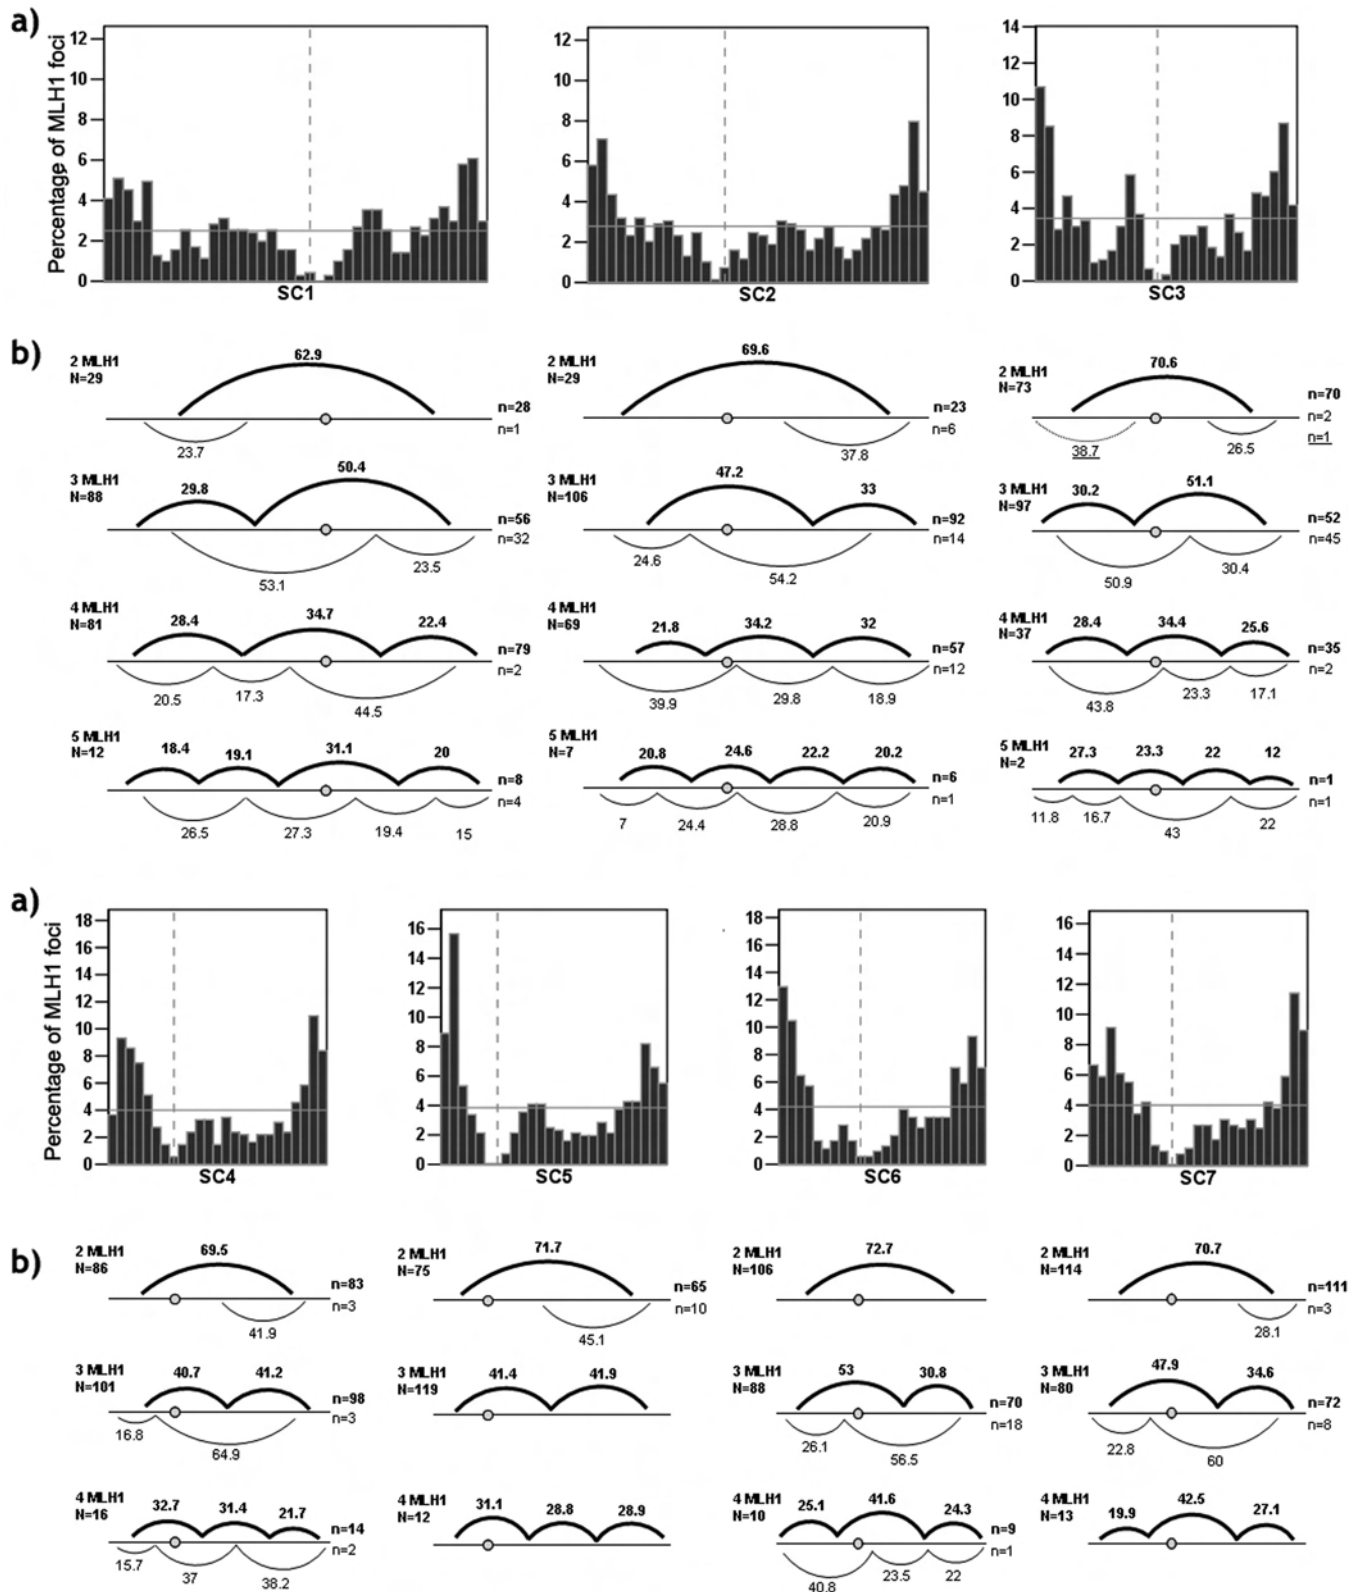 a)
Percentage of MLH1 foci
12
10
8
6
4
2
0
SC1
12
10
8
6
4
2
0
SC2
14
12
10
8
6
4
2
0
SC3
b)
2 MLH1
N=29
62.9
n=28
n=1
23.7
2 MLH1
N=29
69.6
n=23
n=6
37.8
2 MLH1
N=73
70.6
n=70
n=2
n=1
38.7
26.5
3 MLH1
N=88
29.8
50.4
n=56
n=32
53.1
23.5
3 MLH1
N=106
47.2
33
n=92
n=14
24.6
54.2
3 MLH1
N=97
30.2
51.1
n=52
n=45
50.9
30.4
4 MLH1
N=81
28.4
34.7
22.4
n=79
n=2
20.5
17.3
44.5
4 MLH1
N=69
21.8
34.2
32
n=57
n=12
39.9
29.8
18.9
4 MLH1
N=37
28.4
34.4
25.6
n=35
n=2
43.8
23.3
17.1
5 MLH1
N=12
18.4
19.1
31.1
20
n=8
n=4
26.5
27.3
19.4
15
5 MLH1
N=7
20.8
24.6
22.2
20.2
n=6
n=1
7
24.4
28.8
20.9
5 MLH1
N=2
27.3
23.3
22
12
n=1
n=1
11.8
16.7
43
22
a)
Percentage of MLH1 foci
18
16
14
12
10
8
6
4
2
0
SC4
16
14
12
10
8
6
4
2
0
SC5
18
16
14
12
10
8
6
4
2
0
SC6
16
14
12
10
8
6
4
2
0
SC7
b)
2 MLH1
N=86
69.5
n=83
n=3
41.9
2 MLH1
N=75
71.7
n=65
n=10
45.1
2 MLH1
N=106
72.7
2 MLH1
N=114
70.7
n=111
n=3
28.1
3 MLH1
N=101
40.7
41.2
n=98
n=3
16.8
64.9
3 MLH1
N=119
41.4
41.9
3 MLH1
N=88
53
30.8
n=70
n=18
26.1
56.5
3 MLH1
N=80
47.9
34.6
n=72
n=8
22.8
60
4 MLH1
N=16
32.7
31.4
21.7
n=14
n=2
15.7
37
38.2
4 MLH1
N=12
31.1
28.8
28.9
4 MLH1
N=10
25.1
41.6
24.3
n=9
n=1
40.8
23.5
22
4 MLH1
N=13
19.9
42.5
27.1